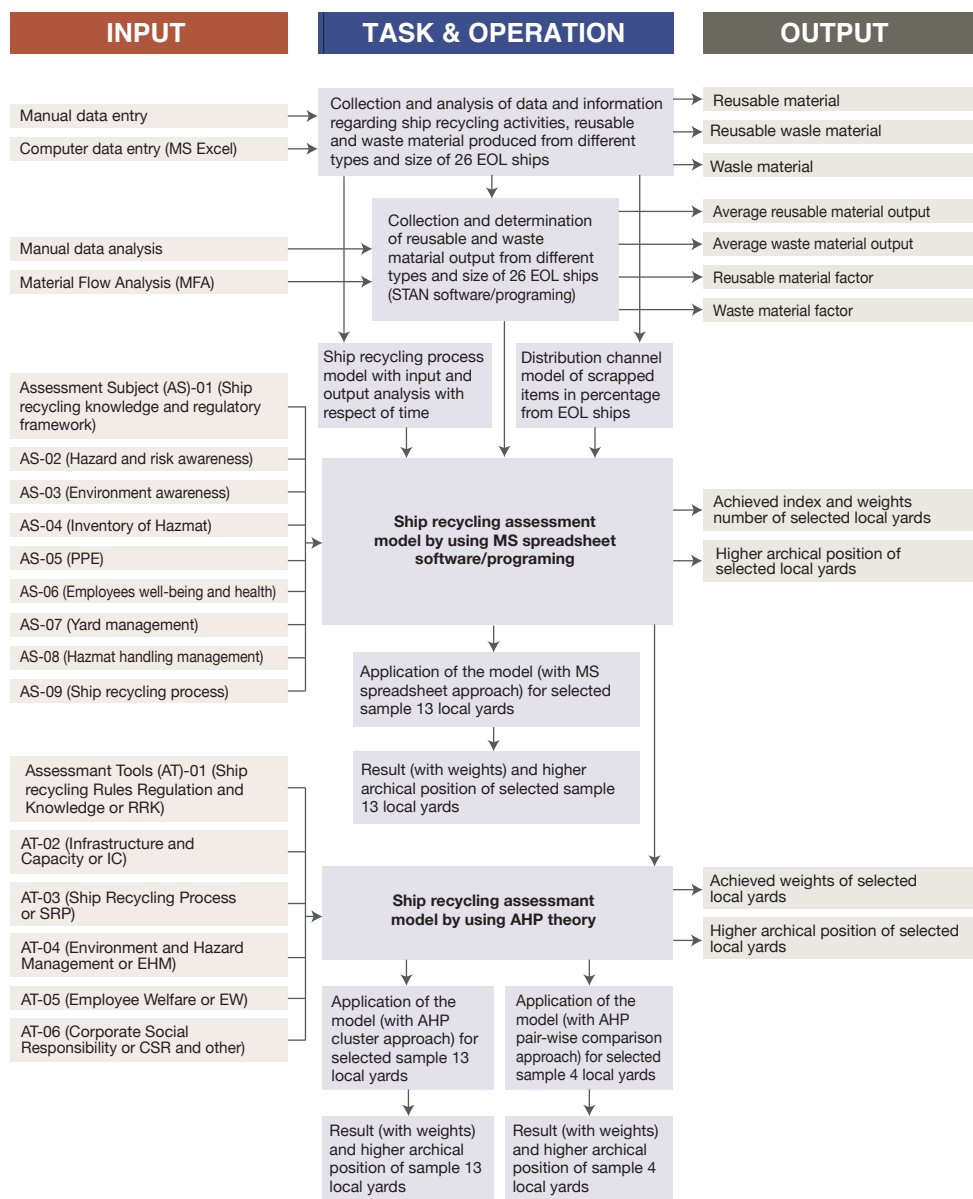 INPUT
TASK & OPERATION
OUTPUT
Manual data entry
Computer data entry (MS Excel)
Collection and analysis of data and information
regarding ship recycling activities, reusable
and waste material produced from different
types and size of 26 EOL ships
Reusable material
Reusable wasle material
Wasle material
Manual data analysis
Material Flow Analysis (MFA)
Collection and determination
of reusable and waste
matarial output from different
types and size of 26 EOL ships
(STAN software/programing)
Average reusable material output
Average waste material output
Reusable material factor
Waste material factor
Ship recycling process
model with input and
output analysis with
respect of time
Distribution channel
model of scrapped
items in percentage
from EOL ships
Assessment Subject (AS)-01 (Ship
recycling knowledge and regulatory
framework)
AS-02 (Hazard and risk awareness)
AS-03 (Environment awareness)
AS-04 (Inventory of Hazmat)
AS-05 (PPE)
AS-06 (Employees well-being and health)
AS-07 (Yard management)
AS-08 (Hazmat handling management)
AS-09 (Ship recycling process)
Ship recycling assessment
model by using MS spreadsheet
software/programing
Achieved index and weights
number of selected local yards
Higher archical position of
selected local yards
Application of the model (with MS
spreadsheet approach) for selected
sample 13 local yards
Result (with weights) and higher
archical position of selected sample
13 local yards
Assessmant Tools (AT)-01 (Ship
recycling Rules Regulation and
Knowledge or RRK)
AT-02 (Infrastructure and
Capacity or IC)
AT-03 (Ship Recycling Process
or SRP)
AT-04 (Environment and Hazard
Management or EHM)
AT-05 (Employee Welfare or EW)
AT-06 (Corporate Social
Responsibility or CSR and other)
Ship recycling assessmant
model by using AHP theory
Achieved weights of selected
local yards
Higher archical position of selected
local yards
Application of the
model (with AHP
cluster approach) for
selected sample 13
local yards
Application of the
model (with AHP
pair-wise comparison
approach) for selected
sample 4 local yards
Result (with weights)
and higher archical
position of sample 13
local yards
Result (with weights)
and higher archical
position of sample 4
local yards